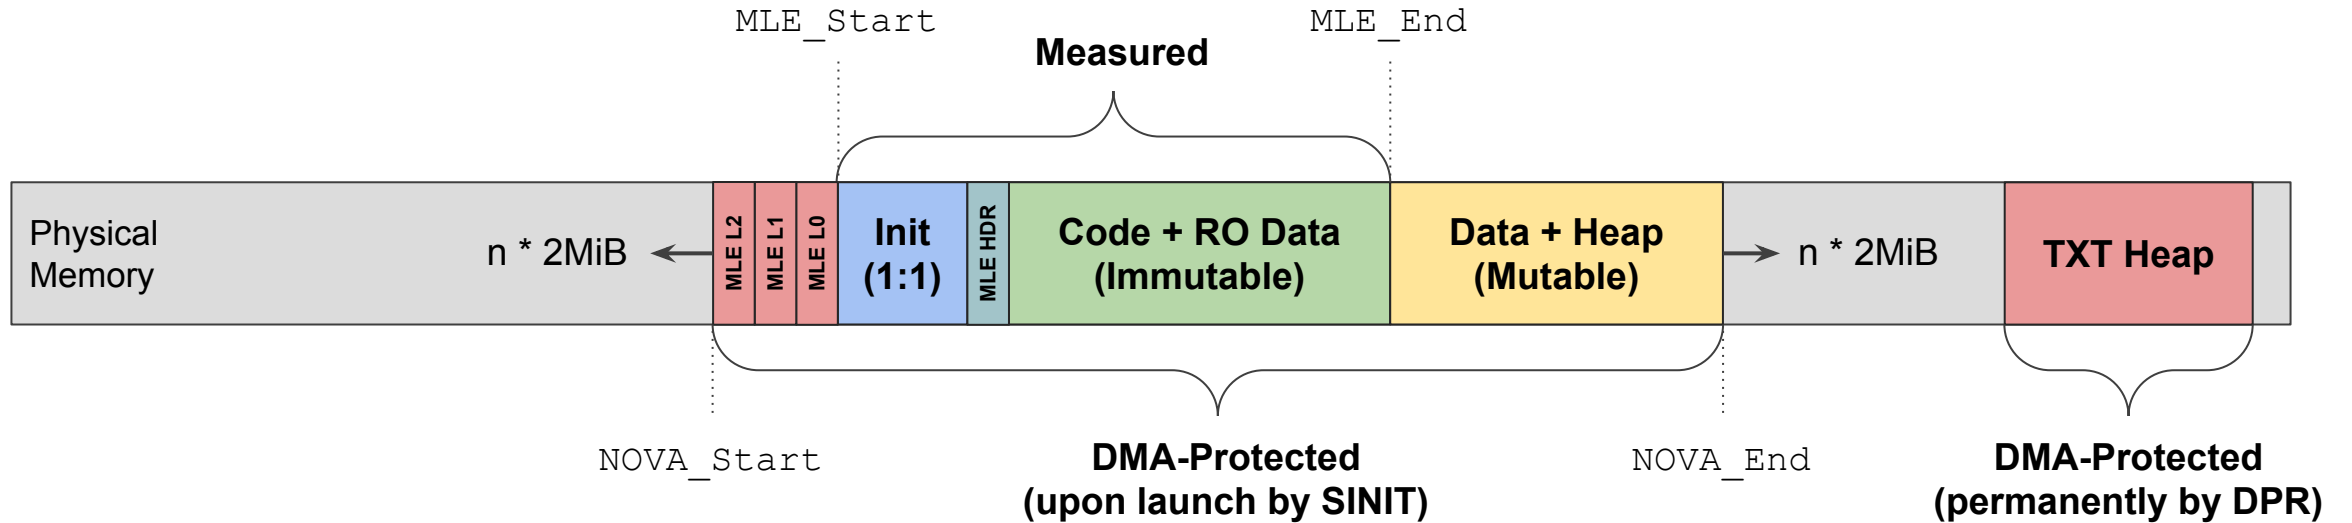 MLE_Start
MLE_End
Measured
Physical
Memory
n * 2MiB
MLE L2
MLE L1
MLE L0
Init
(1:1)
MLE HDR
Code + RO Data
(Immutable)
Data + Heap
(Mutable)
n * 2MiB
TXT Heap
NOVA_Start
DMA-Protected
(upon launch by SINIT)
NOVA_End
DMA-Protected
(permanently by DPR)